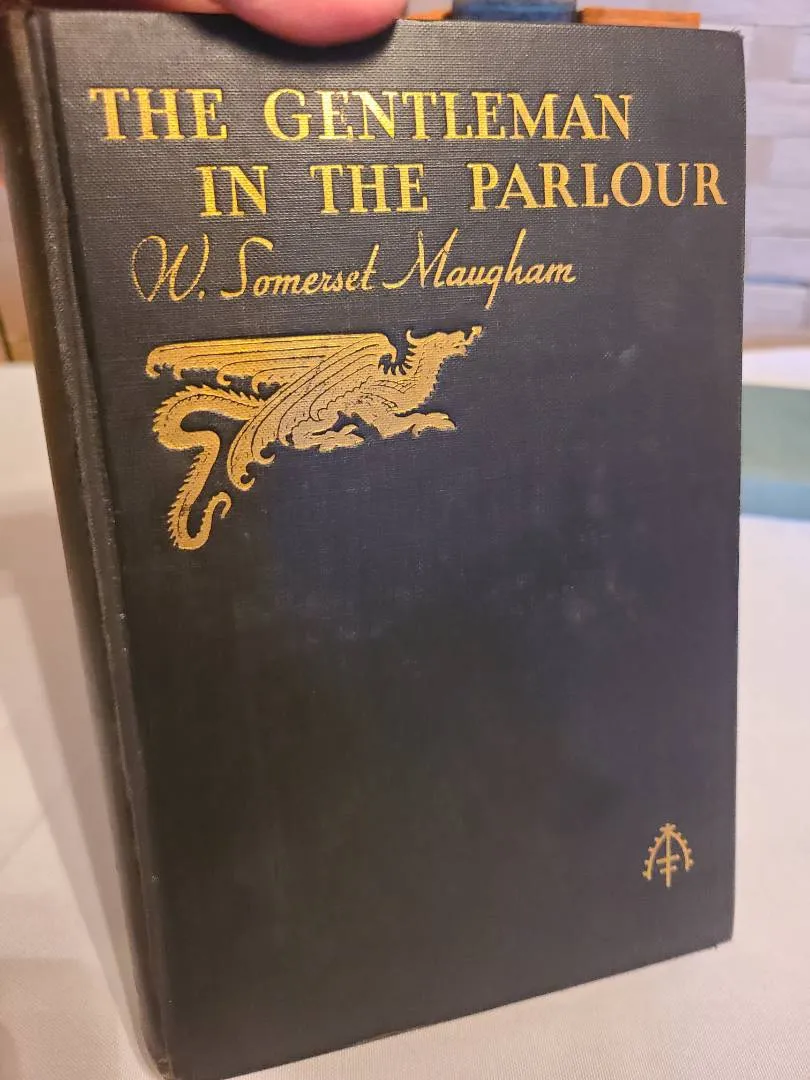 THE GENTLEMAN
IN THE PARLOUR
W. Somerset Maugham